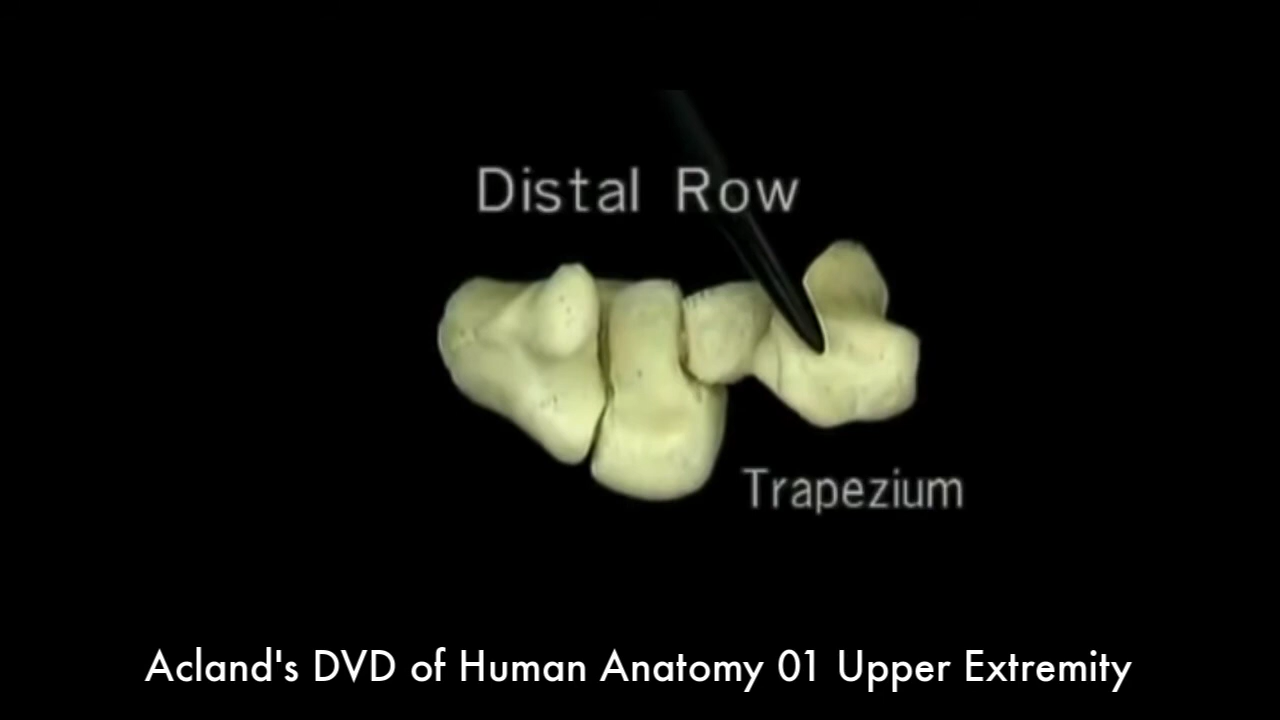 Distal Row
Trapezium
Acland's DVD of Human Anatomy 01 Upper Extremity